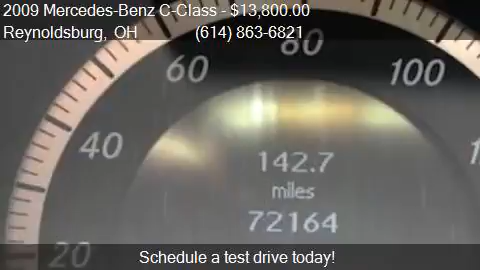 2009 Mercedes-Benz C-Class - $13,800.00
Reynoldsburg, OH (614) 863-6821
80
60
100
40
142.7
miles
72164
20
Schedule a test drive today!